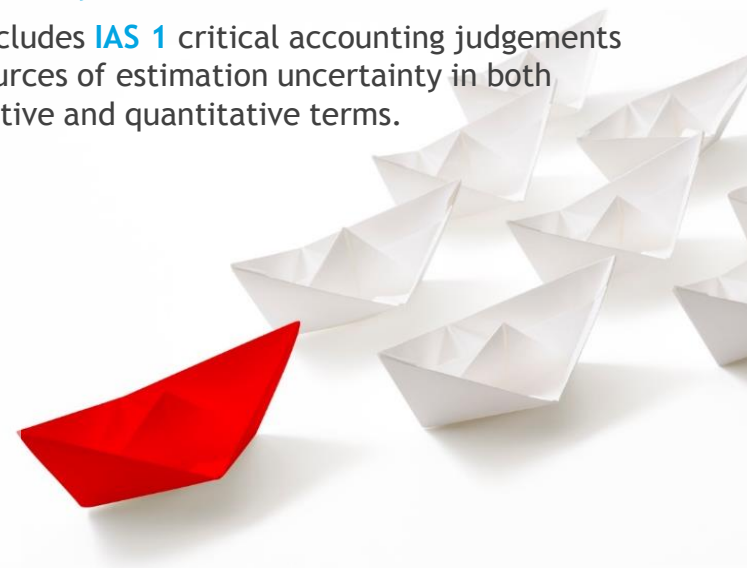 cludes IAS 1 critical accounting judgements
urces of estimation uncertainty in both
tive and quantitative terms.